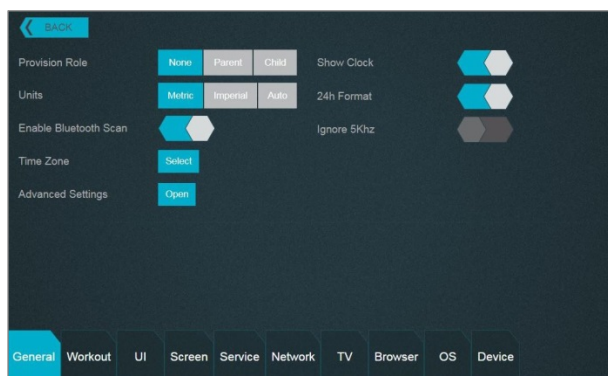 BACK
Provision Role None Parent Child Show Clock
Units Metric Imperial Auto 24h Format
Enable Bluetooth Scan Ignore 5Khz
Time Zone Select
Advanced Settings Open
General Workout UI Screen Service Network TV Browser OS Device